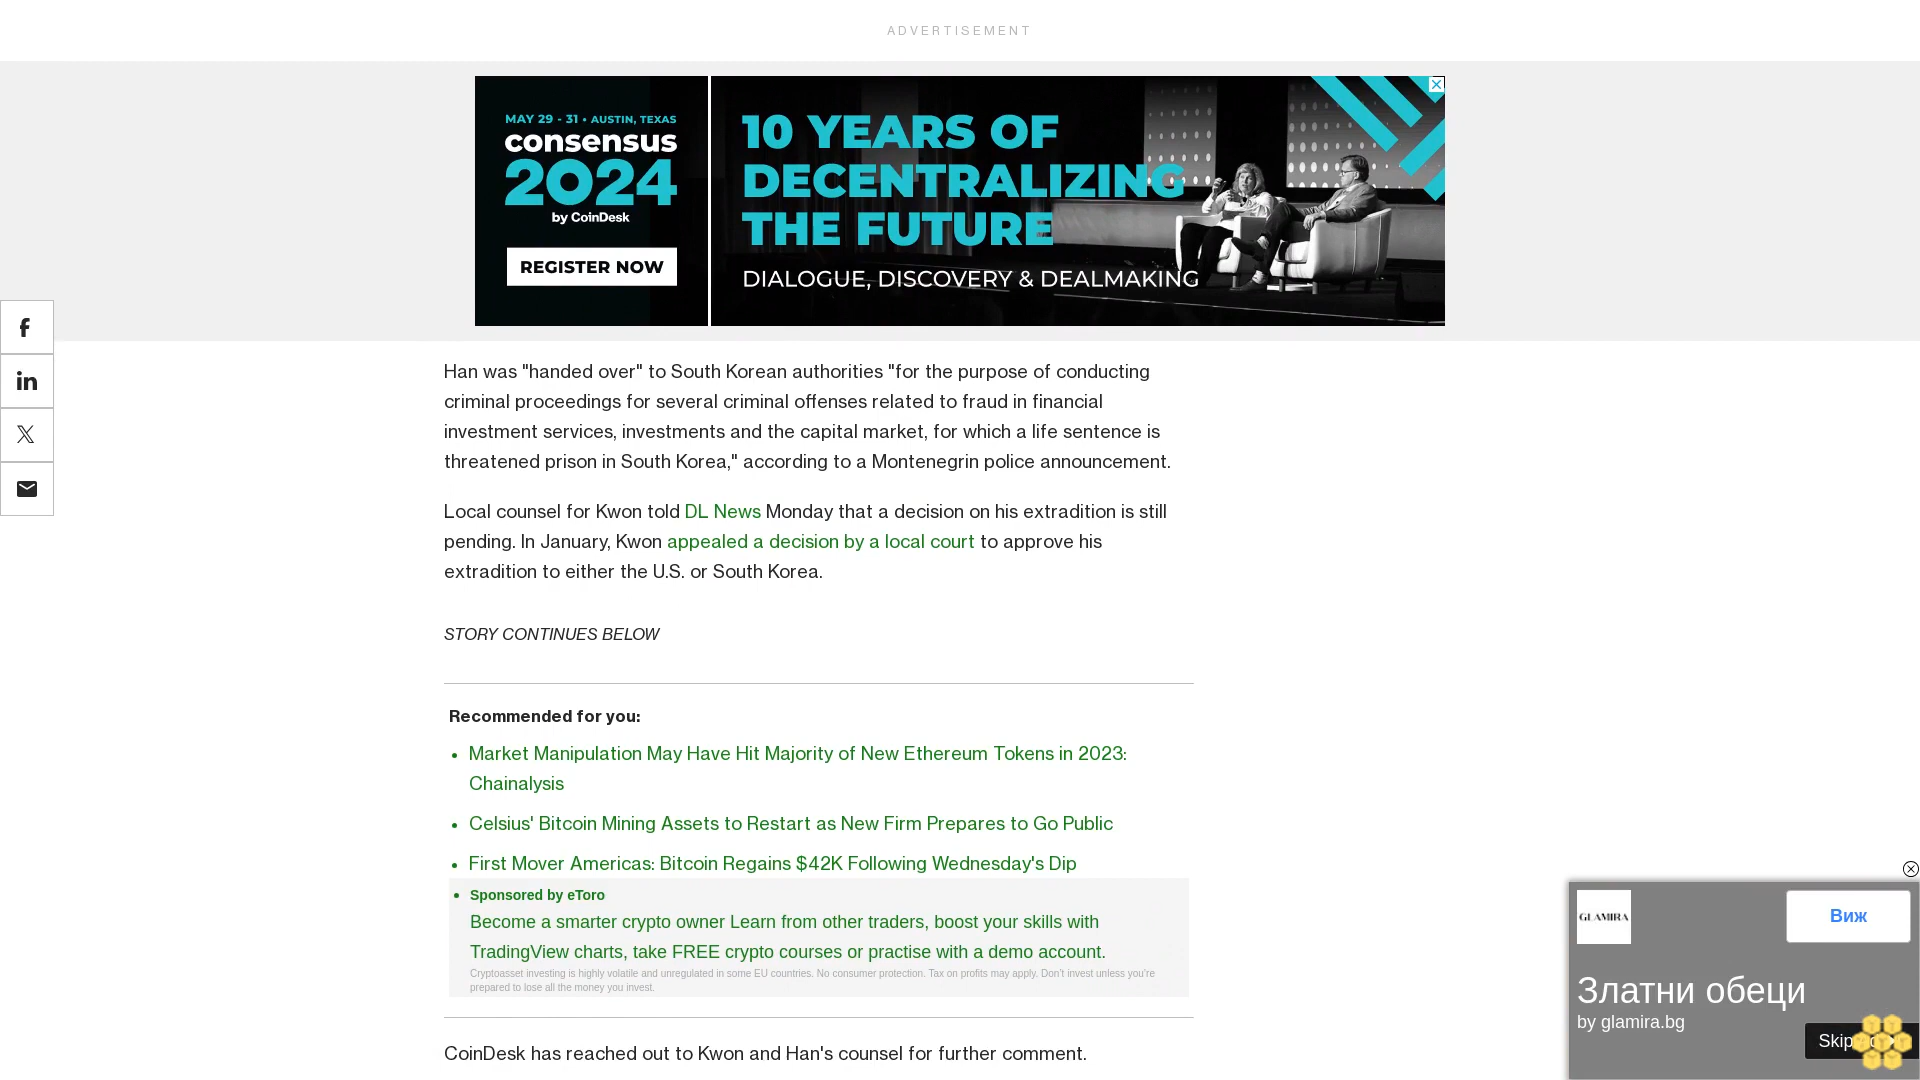 ADVERTISEMENT
MAY 29 - 31 • AUSTIN, TEXAS
consensus
2024
by CoinDesk
REGISTER NOW
10 YEARS OF
DECENTRALIZING
THE FUTURE
DIALOGUE, DISCOVERY & DEALMAKING
Han was "handed over" to South Korean authorities "for the purpose of conducting
criminal proceedings for several criminal offenses related to fraud in financial
investment services, investments and the capital market, for which a life sentence is
threatened prison in South Korea," according to a Montenegrin police announcement.
Local counsel for Kwon told DL News Monday that a decision on his extradition is still
pending. In January, Kwon appealed a decision by a local court to approve his
extradition to either the U.S. or South Korea.
STORY CONTINUES BELOW
Recommended for you:
• Market Manipulation May Have Hit Majority of New Ethereum Tokens in 2023:
Chainalysis
• Celsius' Bitcoin Mining Assets to Restart as New Firm Prepares to Go Public
• First Mover Americas: Bitcoin Regains $42K Following Wednesday's Dip
• Sponsored by eToro
Become a smarter crypto owner Learn from other traders, boost your skills with
TradingView charts, take FREE crypto courses or practise with a demo account.
Cryptoasset investing is highly volatile and unregulated in some EU countries. No consumer protection. Tax on profits may apply. Don't invest unless you're
prepared to lose all the money you invest.
CoinDesk has reached out to Kwon and Han's counsel for further comment.
GLAMIRA
Виж
Златни обеци
by glamira.bg
Skip